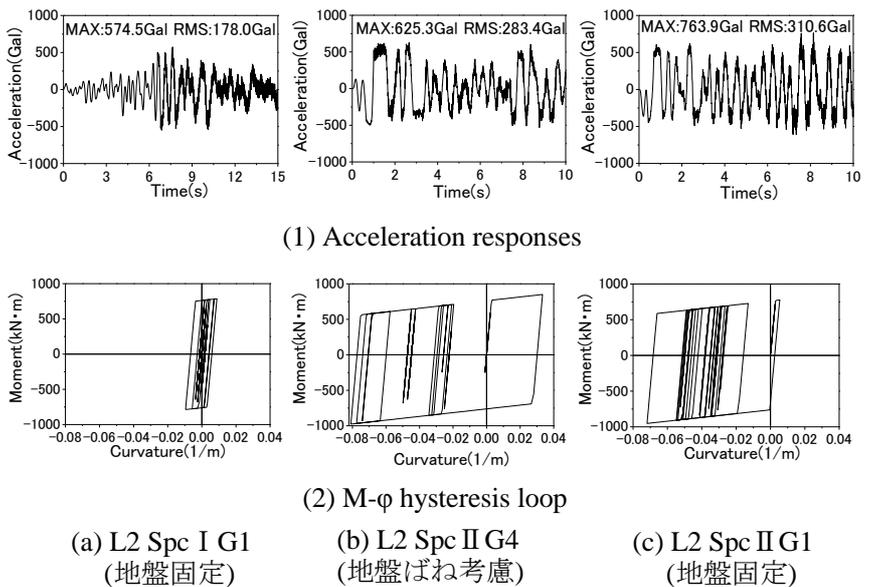 MAX:574.5Gal RMS:178.0Gal
MAX:625.3Gal RMS:283.4Gal
MAX:763.9Gal RMS:310.6Gal
Acceleration(Gal)
1000
500
0
-500
-1000
0 3 6 9 12 15
Time(s)
Acceleration(Gal)
1000
500
0
-500
-1000
0 2 4 6 8 10
Time(s)
Acceleration(Gal)
1000
500
0
-500
-1000
0 2 4 6 8 10
Time(s)
(1) Acceleration responses
Moment(kN・m)
1000
500
0
-500
-1000
-0.08 -0.06 -0.04 -0.02 0.00 0.02 0.04
Curvature(1/m)
Moment(kN・m)
1000
500
0
-500
-1000
-0.08 -0.06 -0.04 -0.02 0.00 0.02 0.04
Curvature(1/m)
Moment(kN・m)
1000
500
0
-500
-1000
-0.08 -0.06 -0.04 -0.02 0.00 0.02 0.04
Curvature(1/m)
(2) M-φ hysteresis loop
(a) L2 Spc Ⅰ G1
(地盤固定)
(b) L2 Spc Ⅱ G4
(地盤ばね考慮)
(c) L2 Spc Ⅱ G1
(地盤固定)